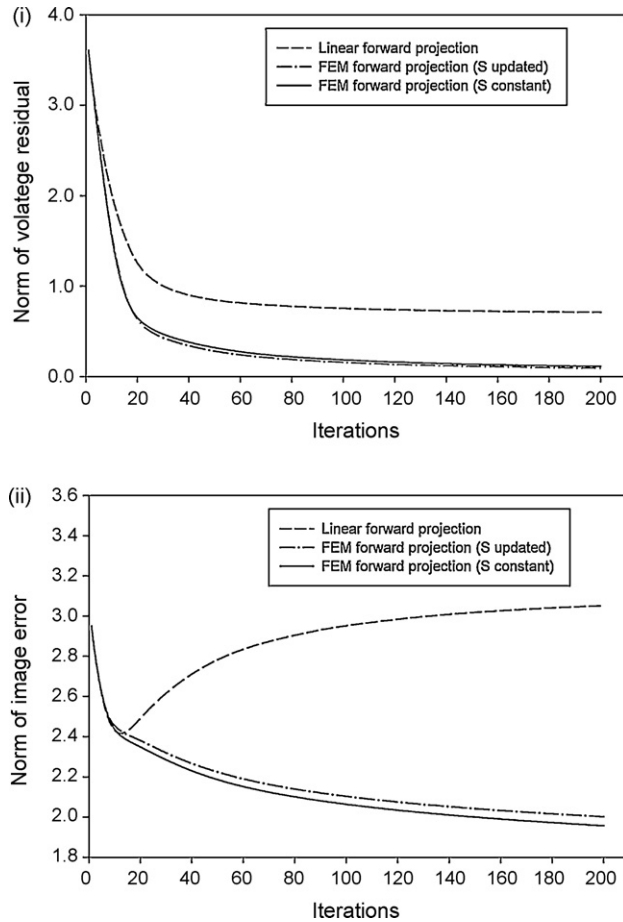 (i)
4.0
3.0
2.0
1.0
0.0
Norm of volatege residual
Linear forward projection
FEM forward projection (S updated)
FEM forward projection (S constant)
0 20 40 60 80 100 120 140 160 180 200
Iterations
(ii)
3.6
3.4
3.2
3.0
2.8
2.6
2.4
2.2
2.0
1.8
Norm of image error
Linear forward projection
FEM forward projection (S updated)
FEM forward projection (S constant)
0 20 40 60 80 100 120 140 160 180 200
Iterations